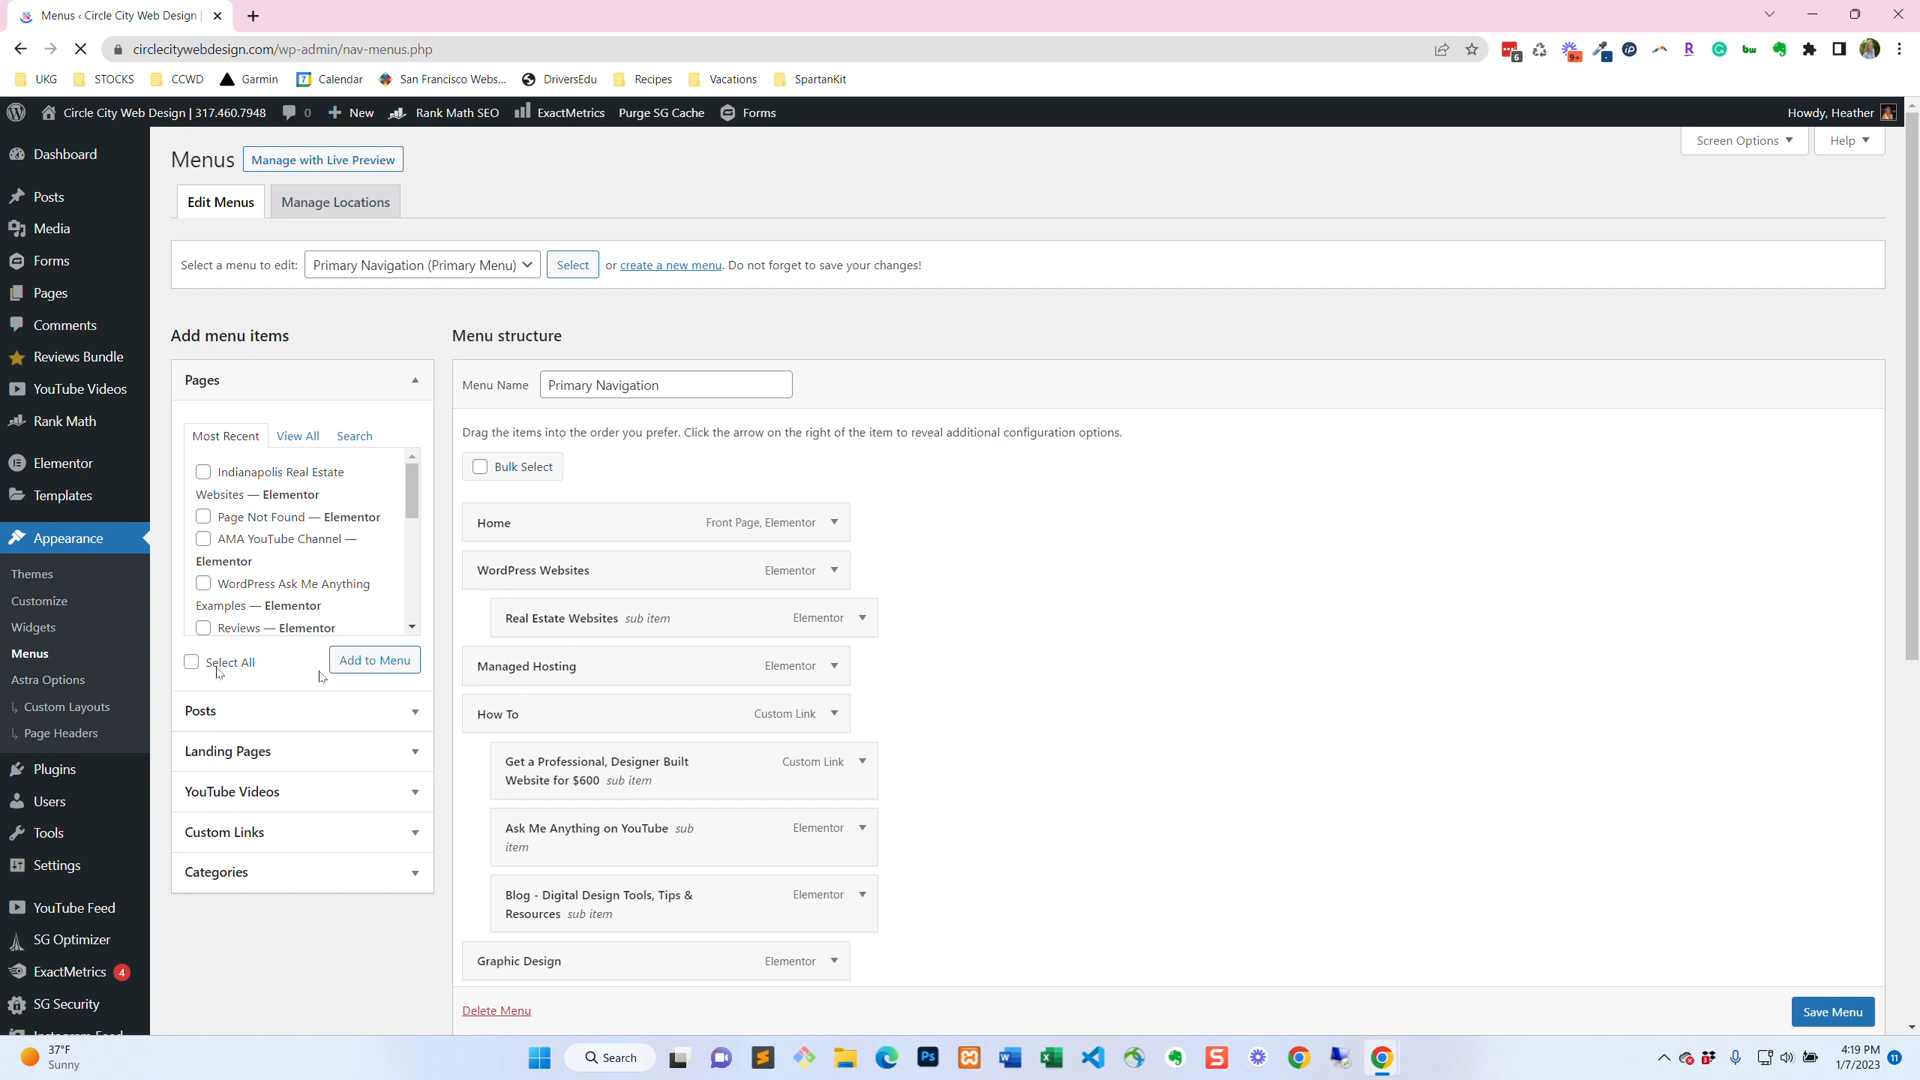 Menus ‹ Circle City Web Design |
circlecitywebdesign.com/wp-admin/nav-menus.php
6
9+
UKG
STOCKS
CCWD
Garmin
7
Calendar
San Francisco Webs...
DriversEdu
Recipes
Vacations
SpartanKit
Circle City Web Design | 317.460.7948
0
New
Rank Math SEO
ExactMetrics
Purge SG Cache
Forms
Howdy, Heather
Dashboard
Posts
Media
Forms
Pages
Comments
Reviews Bundle
YouTube Videos
Rank Math
Elementor
Templates
Appearance
Themes
Customize
Widgets
Menus
Astra Options
Custom Layouts
Page Headers
Plugins
Users
Tools
Settings
YouTube Feed
SG Optimizer
ExactMetrics 4
SG Security
Instagram Feed
Menus
Manage with Live Preview
Screen Options
Help
Edit Menus
Manage Locations
Select a menu to edit:
Primary Navigation (Primary Menu)
Select
or create a new menu. Do not forget to save your changes!
Add menu items
Pages
Most Recent
View All
Search
Indianapolis Real Estate
Websites — Elementor
Page Not Found — Elementor
AMA YouTube Channel —
Elementor
WordPress Ask Me Anything
Examples — Elementor
Reviews — Elementor
Select All
Add to Menu
Posts
Landing Pages
YouTube Videos
Custom Links
Categories
Menu structure
Menu Name
Primary Navigation
Drag the items into the order you prefer. Click the arrow on the right of the item to reveal additional configuration options.
Bulk Select
Home
Front Page, Elementor
WordPress Websites
Elementor
Real Estate Websites sub item
Elementor
Managed Hosting
Elementor
How To
Custom Link
Get a Professional, Designer Built
Website for $600 sub item
Custom Link
Ask Me Anything on YouTube sub
item
Elementor
Blog - Digital Design Tools, Tips &
Resources sub item
Elementor
Graphic Design
Elementor
Delete Menu
Save Menu
37°F
Sunny
Search
4:19 PM
1/7/2023
11